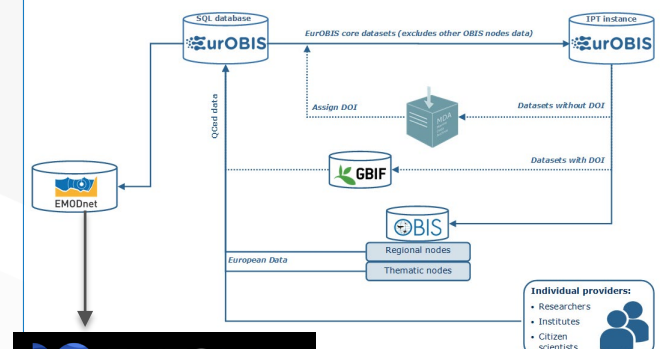 SQL database
EurOBIS
EurOBIS core datasets (excludes other OBIS nodes data)
IPT instance
EurOBIS
QCed data
Assign DOI
MDA
Datasets without DOI
GBIF
Datasets with DOI
EMODnet
OBIS
Regional nodes
European Data
Thematic nodes
Individual providers:
• Researchers
• Institutes
• Citizen
scientists